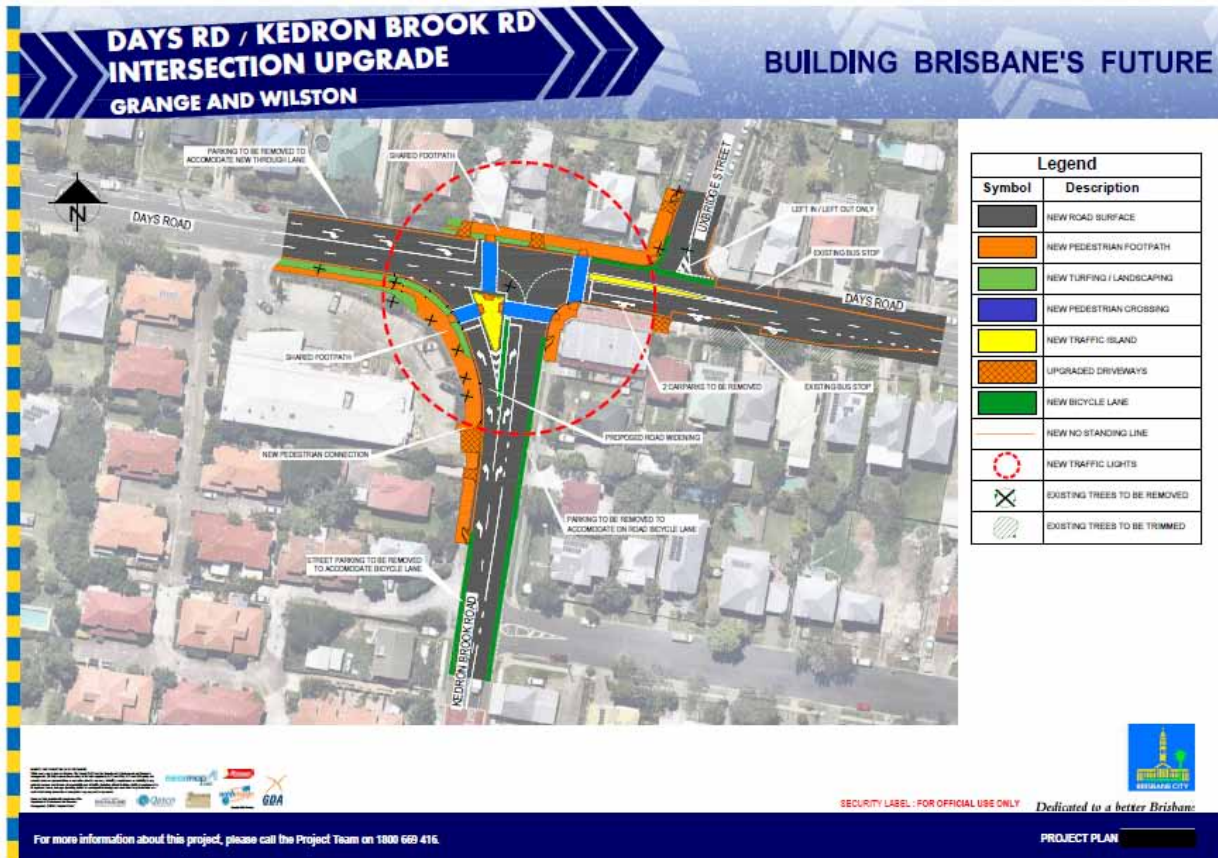 DAYS RD / KEDRON BROOK RD
INTERSECTION UPGRADE
GRANGE AND WILSTON
BUILDING BRISBANE'S FUTURE
PARKING TO BE REMOVED TO
ACCOMODATE NEW THROUGH LANE
SHARED FOOTPATH
UXBRIDGE STREET
N
DAYS ROAD
LEFT IN / LEFT OUT ONLY
EXISTING BUS STOP
DAYS ROAD
SHARED FOOTPATH
2 CARPARKS TO BE REMOVED
EXISTING BUS STOP
PROPOSED ROAD WIDENING
NEW PEDESTRIAN CONNECTION
PARKING TO BE REMOVED TO
ACCOMODATE ON ROAD BICYCLE LANE
STREET PARKING TO BE REMOVED
TO ACCOMODATE BICYCLE LANE
KEDRON BROOK ROAD
Legend
Symbol Description
NEW ROAD SURFACE
NEW PEDESTRIAN FOOTPATH
NEW TURFING / LANDSCAPING
NEW PEDESTRIAN CROSSING
NEW TRAFFIC ISLAND
UPGRADED DRIVEWAYS
NEW BICYCLE LANE
NEW NO STANDING LINE
NEW TRAFFIC LIGHTS
EXISTING TREES TO BE REMOVED
EXISTING TREES TO BE TRIMMED
GDA
BRISBANE CITY
SECURITY LABEL : FOR OFFICIAL USE ONLY
Dedicated to a better Brisbane
For more information about this project, please call the Project Team on 1800 669 416.
PROJECT PLAN